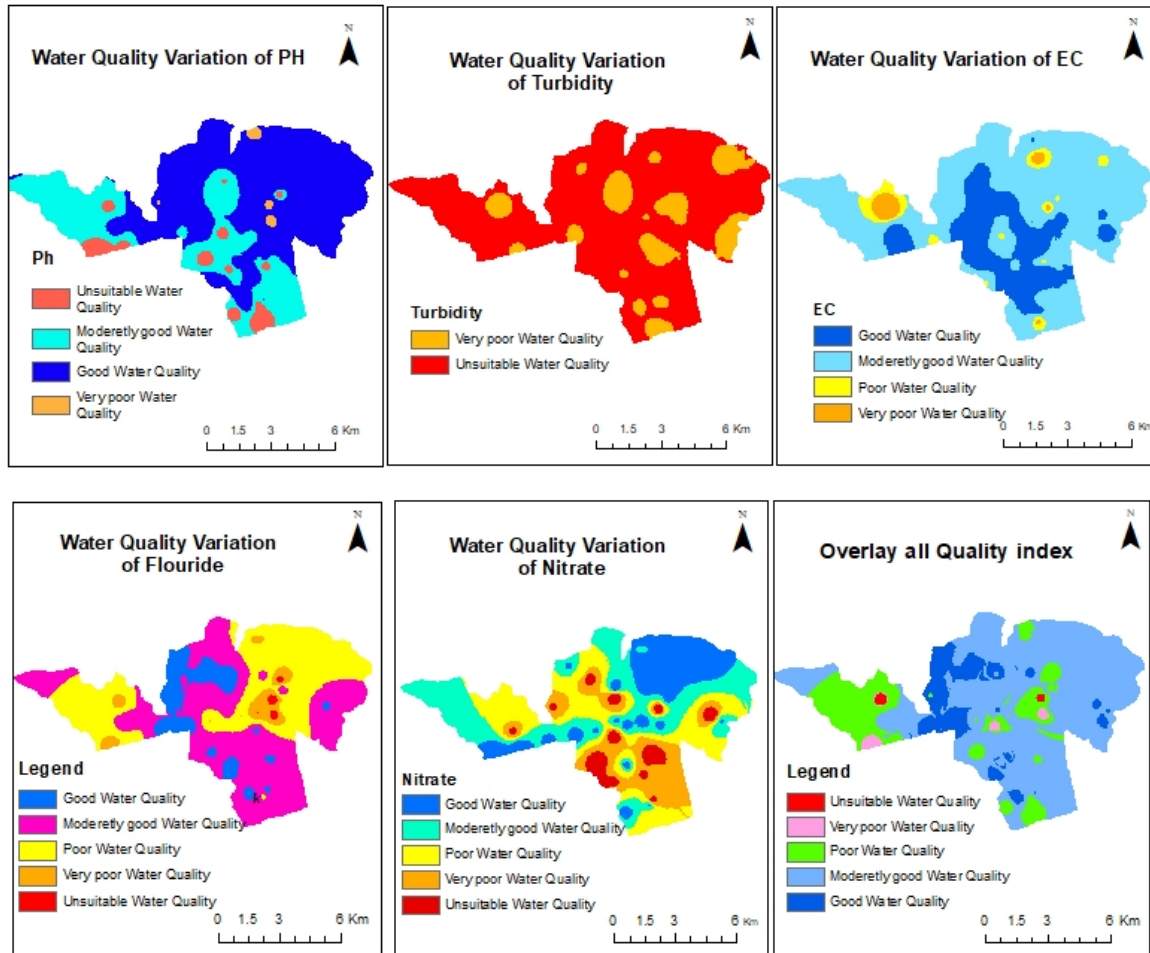 N
Water Quality Variation of PH
Ph
Unsuitable Water
Quality
Moderetly good Water
Quality
Good Water Quality
Very poor Water
Quality
0 1.5 3 6 Km
N
Water Quality Variation
of Turbidity
Turbidity
Very poor Water Quality
Unsuitable Water Quality
0 1.5 3 6 Km
N
Water Quality Variation of EC
EC
Good Water Quality
Moderetly good Water Quality
Poor Water Quality
Very poor Water Quality
0 1.5 3 6 Km
N
Water Quality Variation
of Flouride
k
Legend
Good Water Quality
Moderetly good Water Quality
Poor Water Quality
Very poor Water Quality
Unsuitable Water Quality
0 1.5 3 6 Km
N
Water Quality Variation
of Nitrate
Nitrate
Good Water Quality
Moderetly good Water Quality
Poor Water Quality
Very poor Water Quality
Unsuitable Water Quality
0 1.5 3 6 Km
N
Overlay all Quality index
Legend
Unsuitable Water Quality
Very poor Water Quality
Poor Water Quality
Moderetly good Water Quality
Good Water Quality
0 1.5 3 6 Km